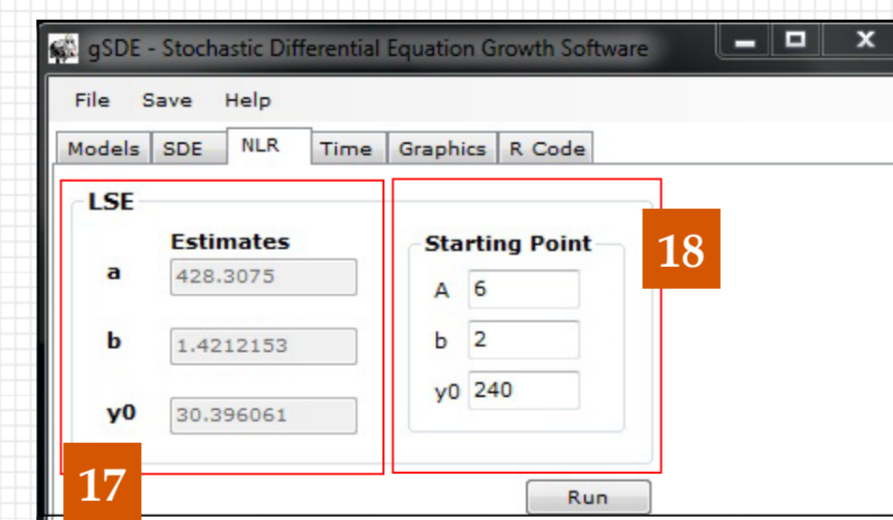 gSDE - Stochastic Differential Equation Growth Software
File Save Help
Models SDE NLR Time Graphics R Code
LSE
Estimates
a 428.3075
b 1.4212153
y0 30.396061
17
Starting Point
A 6
b 2
y0 240
18
Run